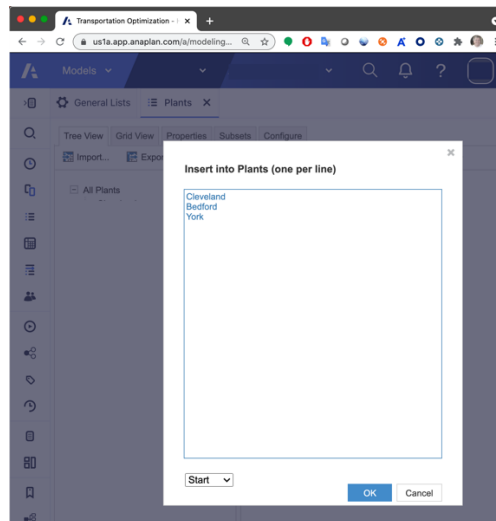 Transportation Optimization -
us1a.app.anaplan.com/a/modeling...
Models
General Lists
Plants
Tree View Grid View Properties Subsets Configure
Import...
All Plants
Insert into Plants (one per line)
Cleveland
Bedford
York
Start
OK Cancel